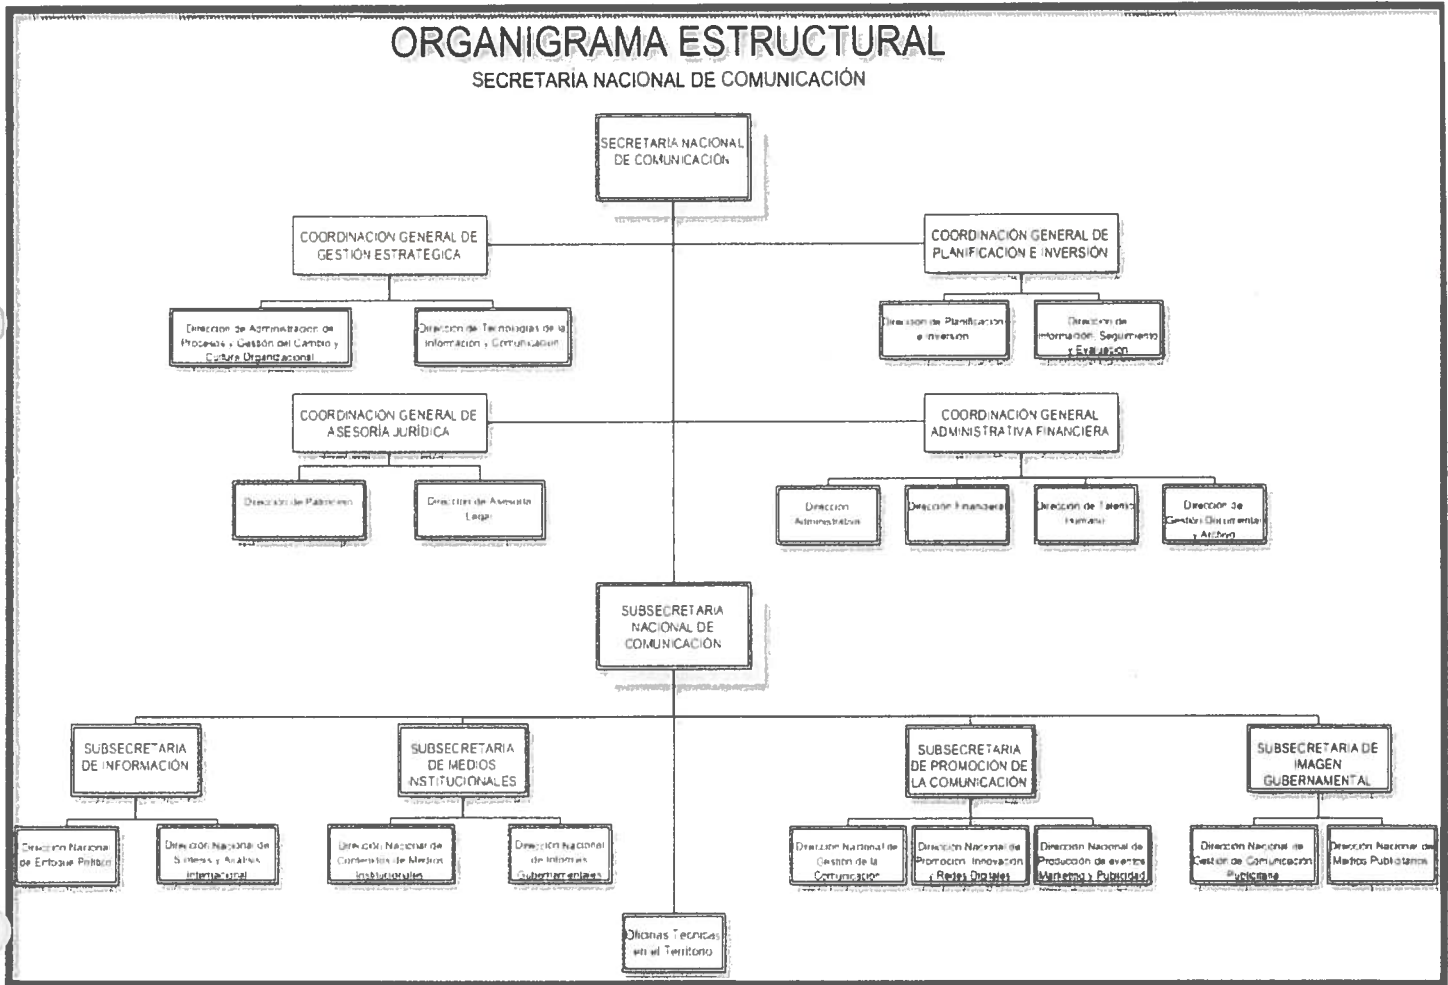 ORGANIGRAMA ESTRUCTURAL
SECRETARÍA NACIONAL DE COMUNICACIÓN
SECRETARÍA NACIONAL
DE COMUNICACIÓN
COORDINACIÓN GENERAL DE
GESTIÓN ESTRATÉGICA
COORDINACIÓN GENERAL DE
PLANIFICACIÓN E INVERSIÓN
Dirección de Administración de
Procesos y Gestión del Cambio y
Cultura Organizacional
Dirección de Tecnologías de la
Información y Comunicación
Dirección de Planificación
e Inversión
Dirección de
Información, Seguimiento
y Evaluación
COORDINACIÓN GENERAL DE
ASESORÍA JURÍDICA
COORDINACIÓN GENERAL
ADMINISTRATIVA FINANCIERA
Dirección de Patrocinio
Dirección de Asesoría
Legal
Dirección
Administrativa
Dirección Financiera
Dirección de Talento
Humano
Dirección de
Gestión Documental
y Archivo
SUBSECRETARIA
NACIONAL DE
COMUNICACIÓN
SUBSECRETARIA
DE INFORMACIÓN
SUBSECRETARIA
DE MEDIOS
INSTITUCIONALES
SUBSECRETARIA
DE PROMOCIÓN DE
LA COMUNICACIÓN
SUBSECRETARIA DE
IMAGEN
GUBERNAMENTAL
Dirección Nacional
de Enfoque Político
Dirección Nacional de
Síntesis y Análisis
Internacional
Dirección Nacional de
Contenidos de Medios
Institucionales
Dirección Nacional
de Informes
Gubernamentales
Dirección Nacional de
Gestión de la
Comunicación
Dirección Nacional de
Promoción, Innovación
y Redes Digitales
Dirección Nacional de
Producción de eventos
Marketing y Publicidad
Dirección Nacional de
Gestión de Comunicación
Publicitaria
Dirección Nacional de
Medios Publicitarios
Oficinas Técnicas
en el Territorio